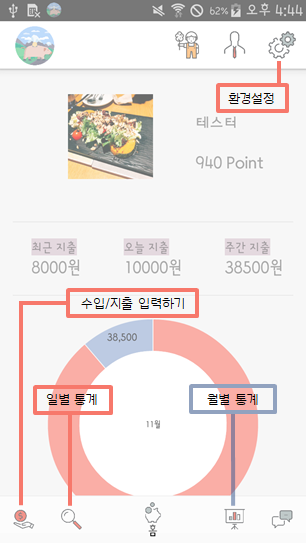 62% 오후 4:44
환경설정
테스터
940 Point
최근 지출 오늘 지출 주간 지출
8000원 10000원 38500원
수입/지출 입력하기
38,500
일별 통계 월별 통계
11월
홈